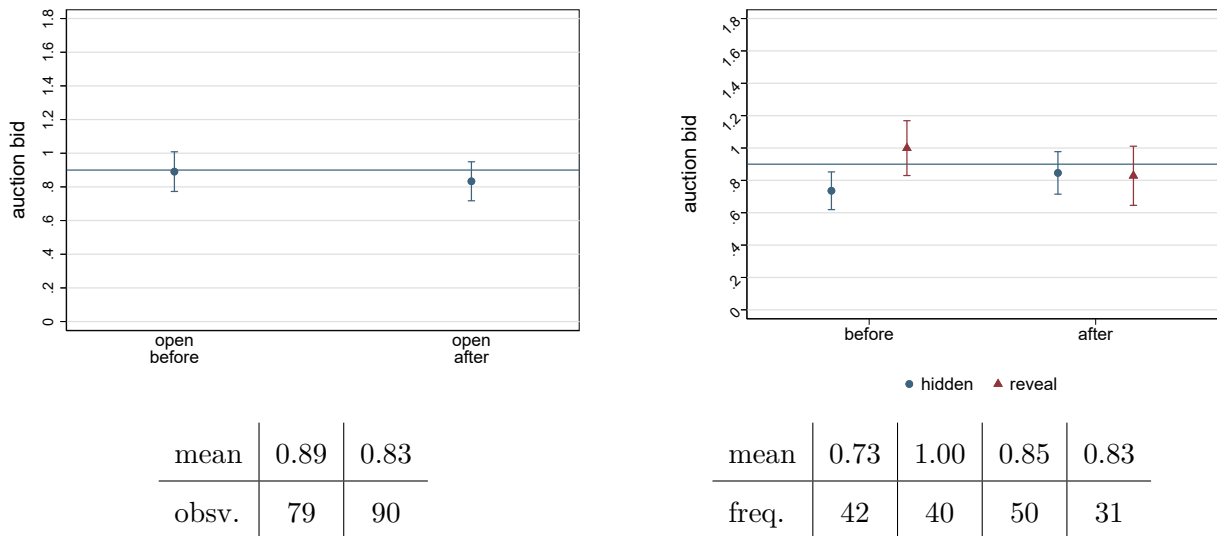 auction bid
1.8
1.6
1.4
1.2
1
.8
.6
.4
.2
0
open
before
open
after
mean 0.89 0.83
obsv. 79 90
auction bid
1.8
1.6
1.4
1.2
1
.8
.6
.4
.2
0
before
after
hidden reveal
mean 0.73 1.00 0.85 0.83
freq. 42 40 50 31